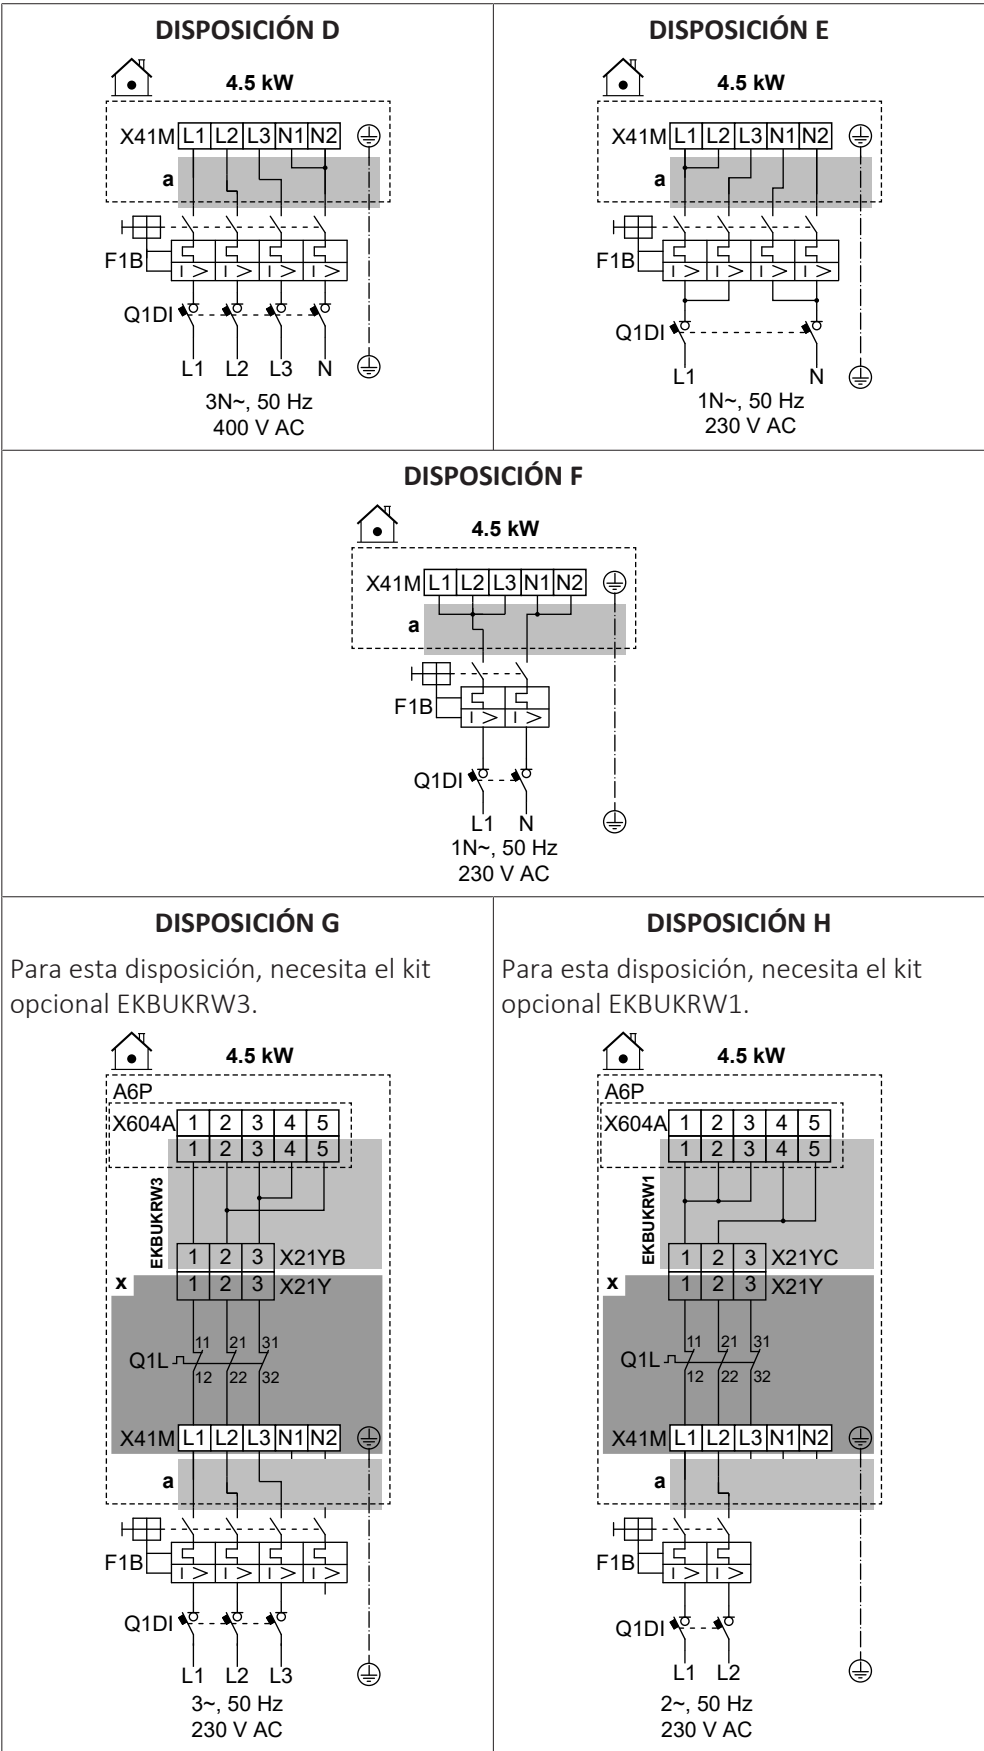 DISPOSICIÓN D
4.5 kW
X41M L1 L2 L3 N1 N2
a
F1B
I > I > I > I >
Q1DI
L1 L2 L3 N
3N~, 50 Hz
400 V AC
DISPOSICIÓN E
4.5 kW
X41M L1 L2 L3 N1 N2
a
F1B
I > I > I > I >
Q1DI
L1 N
1N~, 50 Hz
230 V AC
DISPOSICIÓN F
4.5 kW
X41M L1 L2 L3 N1 N2
a
F1B
I > I >
Q1DI
L1 N
1N~, 50 Hz
230 V AC
DISPOSICIÓN G
Para esta disposición, necesita el kit
opcional EKBUKRW3.
4.5 kW
A6P
X604A 1 2 3 4 5
1 2 3 4 5
EKBUKRW3
1 2 3 X21YB
x
1 2 3 X21Y
11 21 31
Q1L
12 22 32
X41M L1 L2 L3 N1 N2
a
F1B
I > I > I > I >
Q1DI
L1 L2 L3
3~, 50 Hz
230 V AC
DISPOSICIÓN H
Para esta disposición, necesita el kit
opcional EKBUKRW1.
4.5 kW
A6P
X604A 1 2 3 4 5
1 2 3 4 5
EKBUKRW1
1 2 3 X21YC
x
1 2 3 X21Y
11 21 31
Q1L
12 22 32
X41M L1 L2 L3 N1 N2
a
F1B
I > I >
Q1DI
L1 L2
2~, 50 Hz
230 V AC